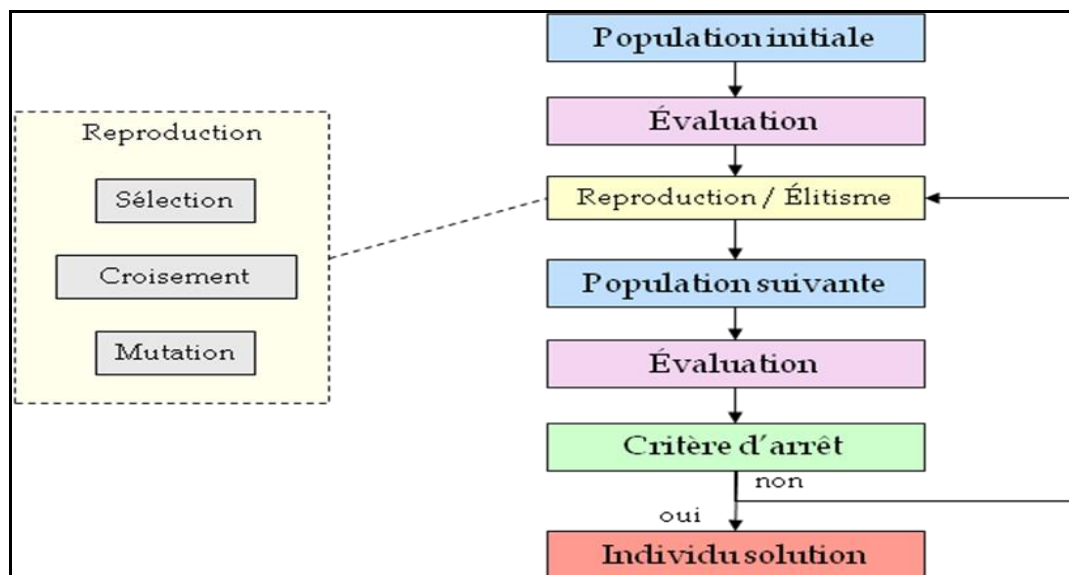 Population initiale
Évaluation
Reproduction
Sélection
Croisement
Mutation
Reproduction / Élitisme
Population suivante
Évaluation
Critère d'arrêt
non
oui
Individu solution